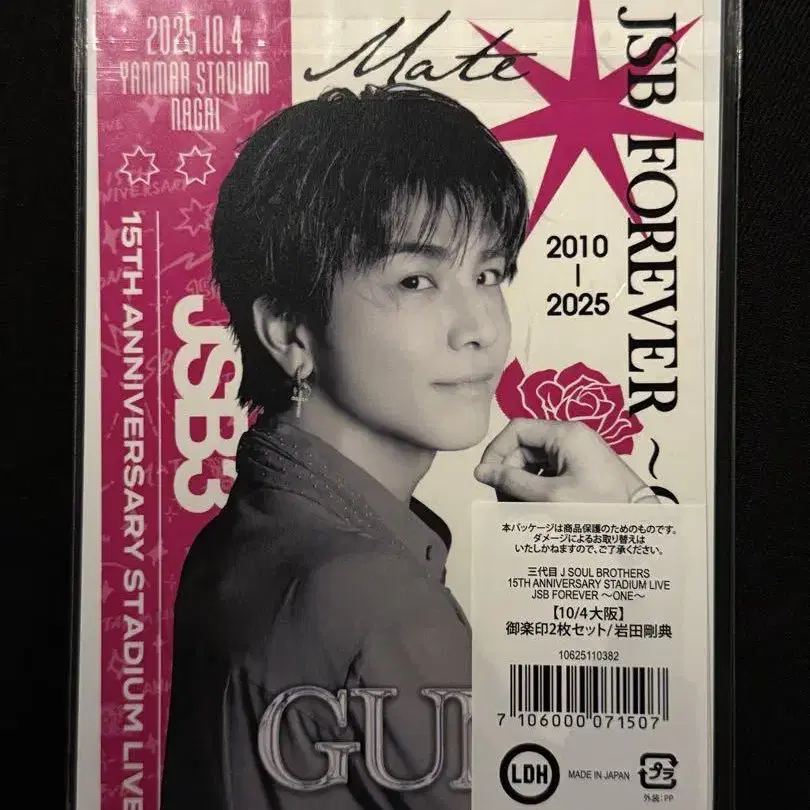 2025.10.4
YANMAR STADIUM
NAGAI
Mate
JSB FOREVER ~
2010
2025
15TH ANNIVERSARY STADIUM LIVE
JSB3
GU
本パッケージは商品保護のためのものです。
ダメージによるお取り替えは
いたしかねますので、ご了承ください。
三代目 J SOUL BROTHERS
15TH ANNIVERSARY STADIUM LIVE
JSB FOREVER ～ONE～
【10/4大阪】
御楽印2枚セット/岩田剛典
10625110382
7 106000 071507
LDH
MADE IN JAPAN
プラ
外装:PP